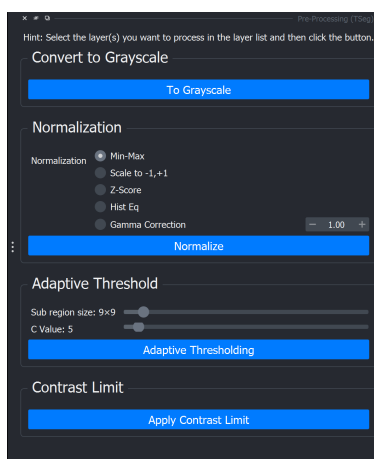 Pre-Processing (TSeg)
Hint: Select the layer(s) you want to process in the layer list and then click the button.
Convert to Grayscale
To Grayscale
Normalization
Normalization
Min-Max
Scale to -1,+1
Z-Score
Hist Eq
Gamma Correction
− 1.00 +
Normalize
Adaptive Threshold
Sub region size: 9×9
C Value: 5
Adaptive Thresholding
Contrast Limit
Apply Contrast Limit